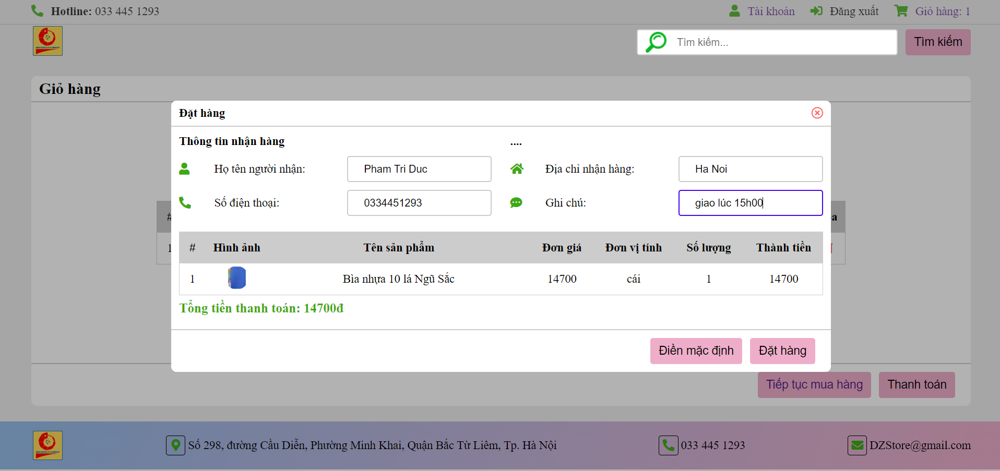 Hotline: 033 445 1293
Tài khoản Đăng xuất Giỏ hàng: 1
Tìm kiếm... Tìm kiếm
Giỏ hàng
Đặt hàng
Thông tin nhận hàng ....
Họ tên người nhận: Pham Tri Duc Địa chỉ nhận hàng: Ha Noi
Số điện thoại: 0334451293 Ghi chú: giao lúc 15h00
# Hình ảnh Tên sản phẩm Đơn giá Đơn vị tính Số lượng Thành tiền
1 Bìa nhựa 10 lá Ngũ Sắc 14700 cái 1 14700
Tổng tiền thanh toán: 14700đ
Điền mặc định Đặt hàng
Tiếp tục mua hàng Thanh toán
Số 298, đường Cầu Diễn, Phường Minh Khai, Quận Bắc Từ Liêm, Tp. Hà Nội 033 445 1293 DZStore@gmail.com